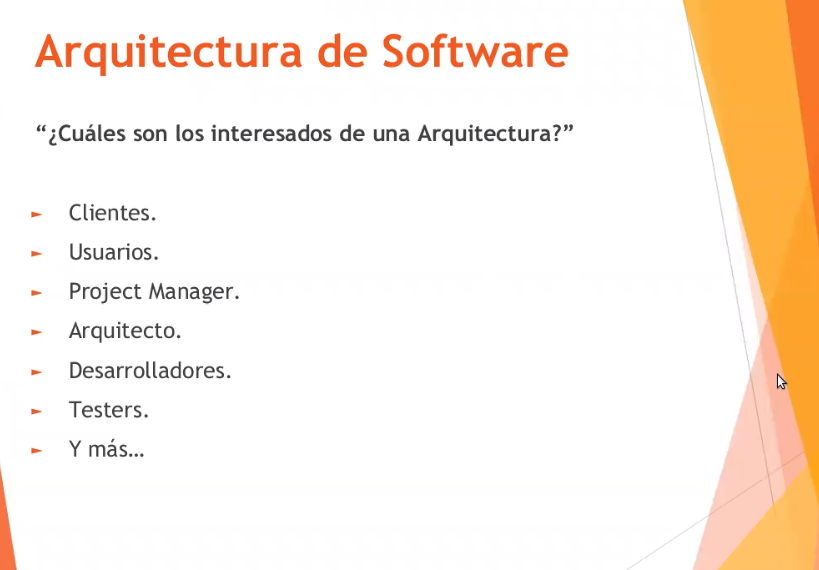 Arquitectura de Software
“¿Cuáles son los interesados de una Arquitectura?”
► Clientes.
► Usuarios.
► Project Manager.
► Arquitecto.
► Desarrolladores.
► Testers.
► Y más…